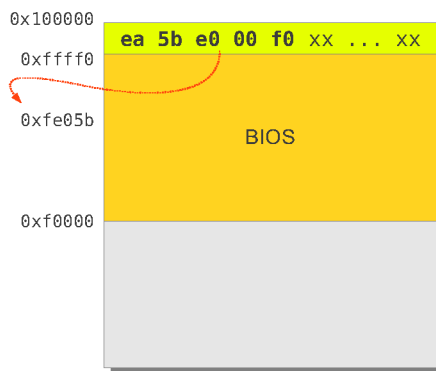 0x100000
ea 5b e0 00 f0 xx ... xx
0xffff0
0xfe05b
BIOS
0xf0000